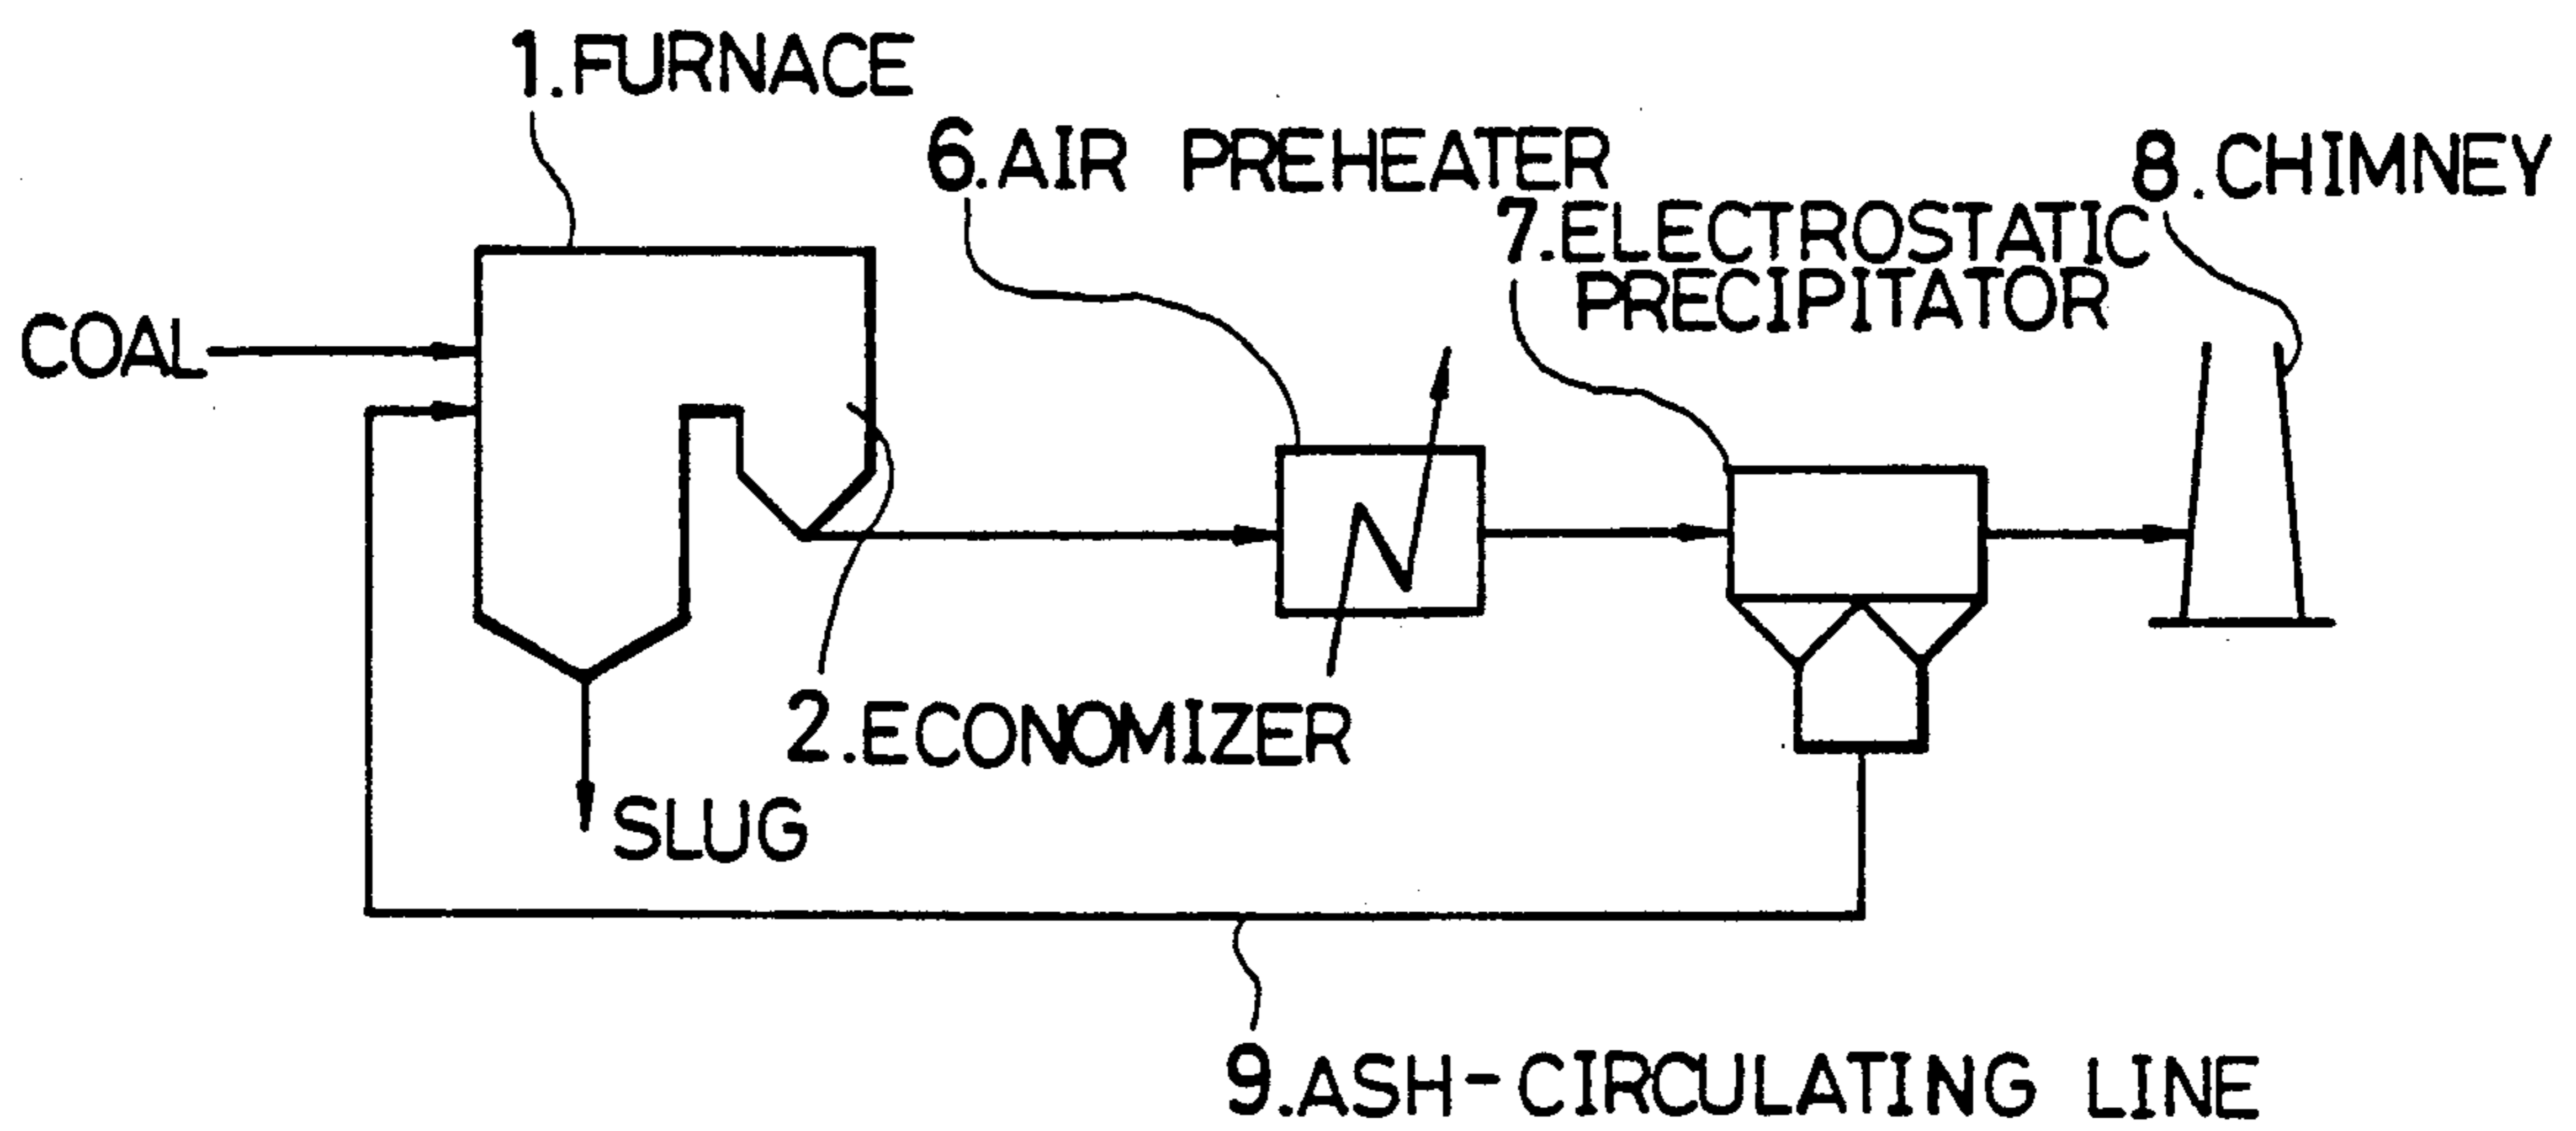 1.FURNACE
6.AIR PREHEATER
8.CHIMNEY
7.ELECTROSTATIC
PRECIPITATOR
COAL
2.ECONOMIZER
SLUG
9.ASH-CIRCULATING LINE